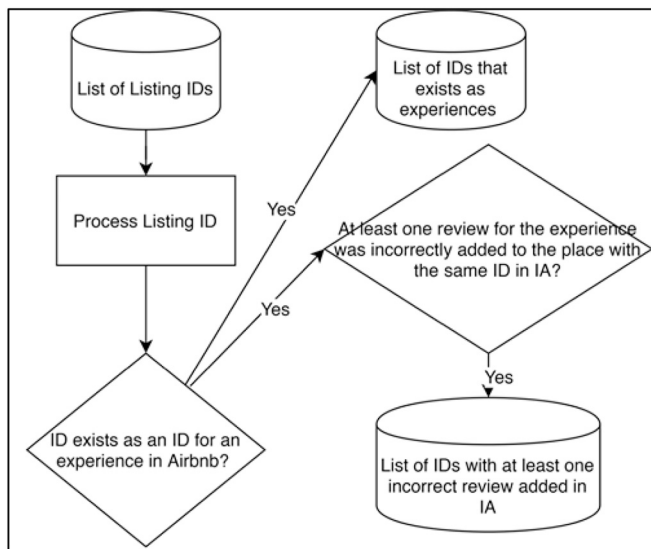 List of Listing IDs
List of IDs that
exists as
experiences
Process Listing ID
Yes
At least one review for the experience
was incorrectly added to the place with
the same ID in IA?
Yes
Yes
ID exists as an ID for an
experience in Airbnb?
List of IDs with at least one
incorrect review added in
IA